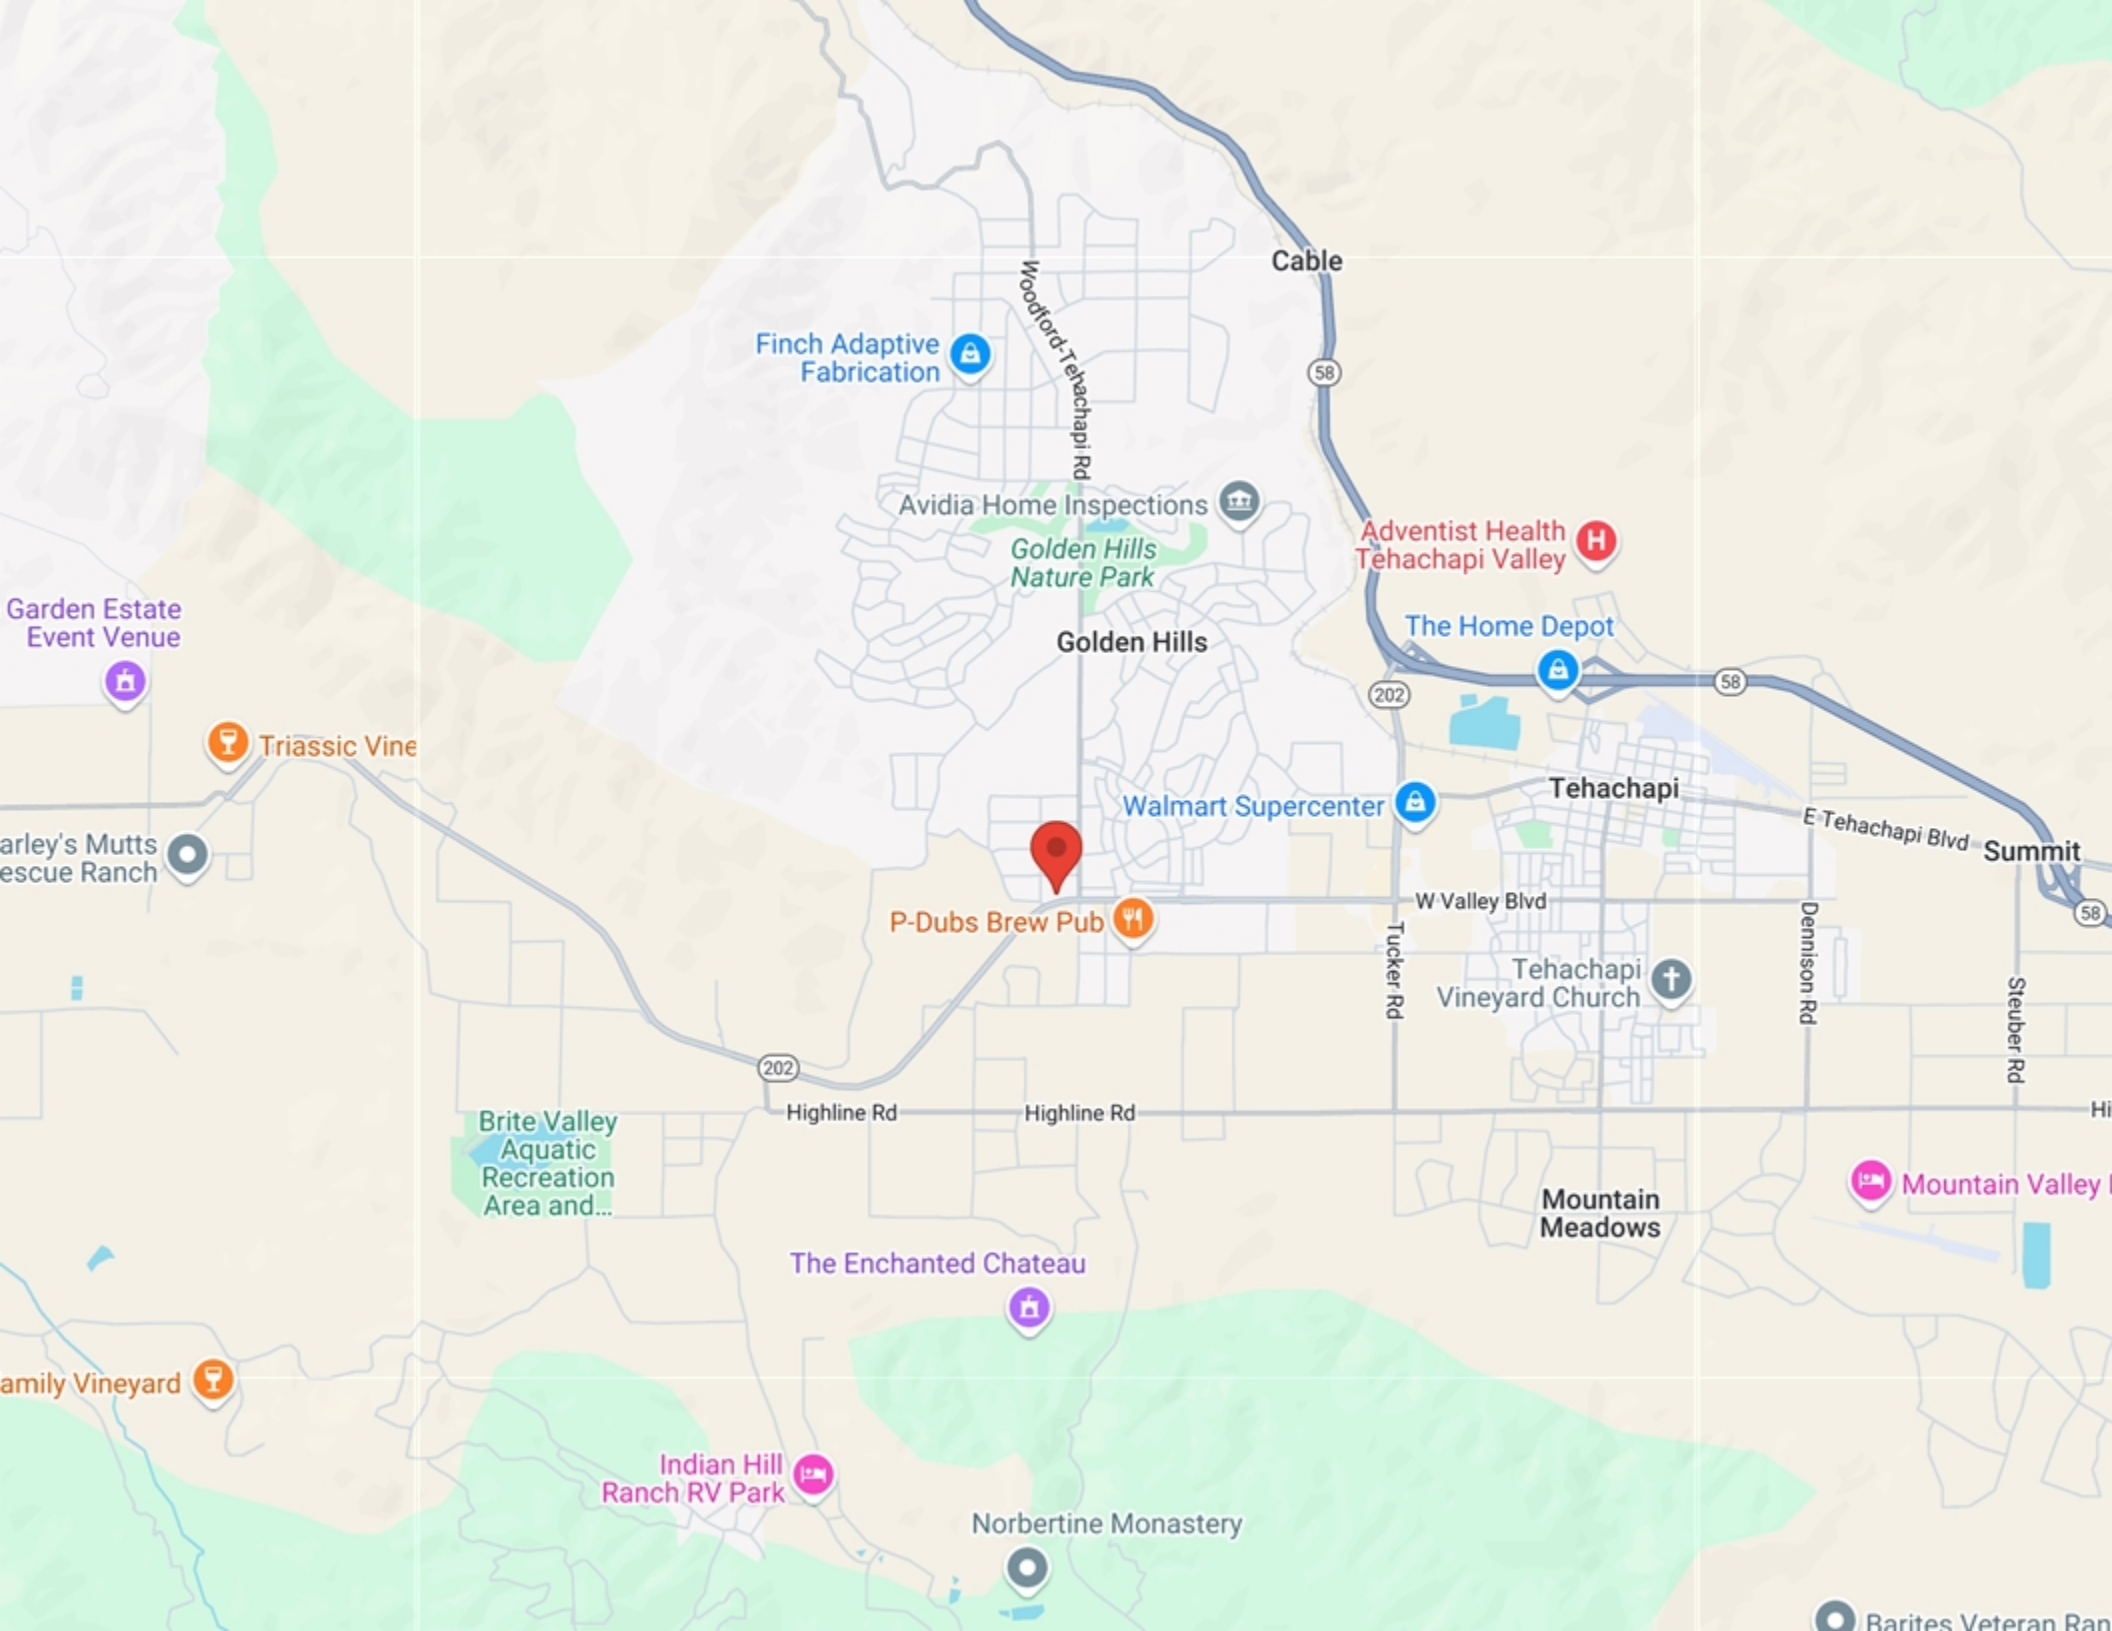 Cable
Woodford-Tehachapi Rd
Finch Adaptive
Fabrication
58
Avidia Home Inspections
Adventist Health
Tehachapi Valley
Golden Hills
Nature Park
Garden Estate
Event Venue
The Home Depot
Golden Hills
58
202
Triassic Vine
Tehachapi
Walmart Supercenter
E Tehachapi Blvd
Summit
arley's Mutts
escue Ranch
W Valley Blvd
58
P-Dubs Brew Pub
Tucker Rd
Dennison Rd
Tehachapi
Vineyard Church
Steuber Rd
202
Highline Rd
Highline Rd
Hi
Brite Valley
Aquatic
Recreation
Area and...
Mountain Valley
Mountain
Meadows
The Enchanted Chateau
amily Vineyard
Indian Hill
Ranch RV Park
Norbertine Monastery
Barites Veteran Ran
H